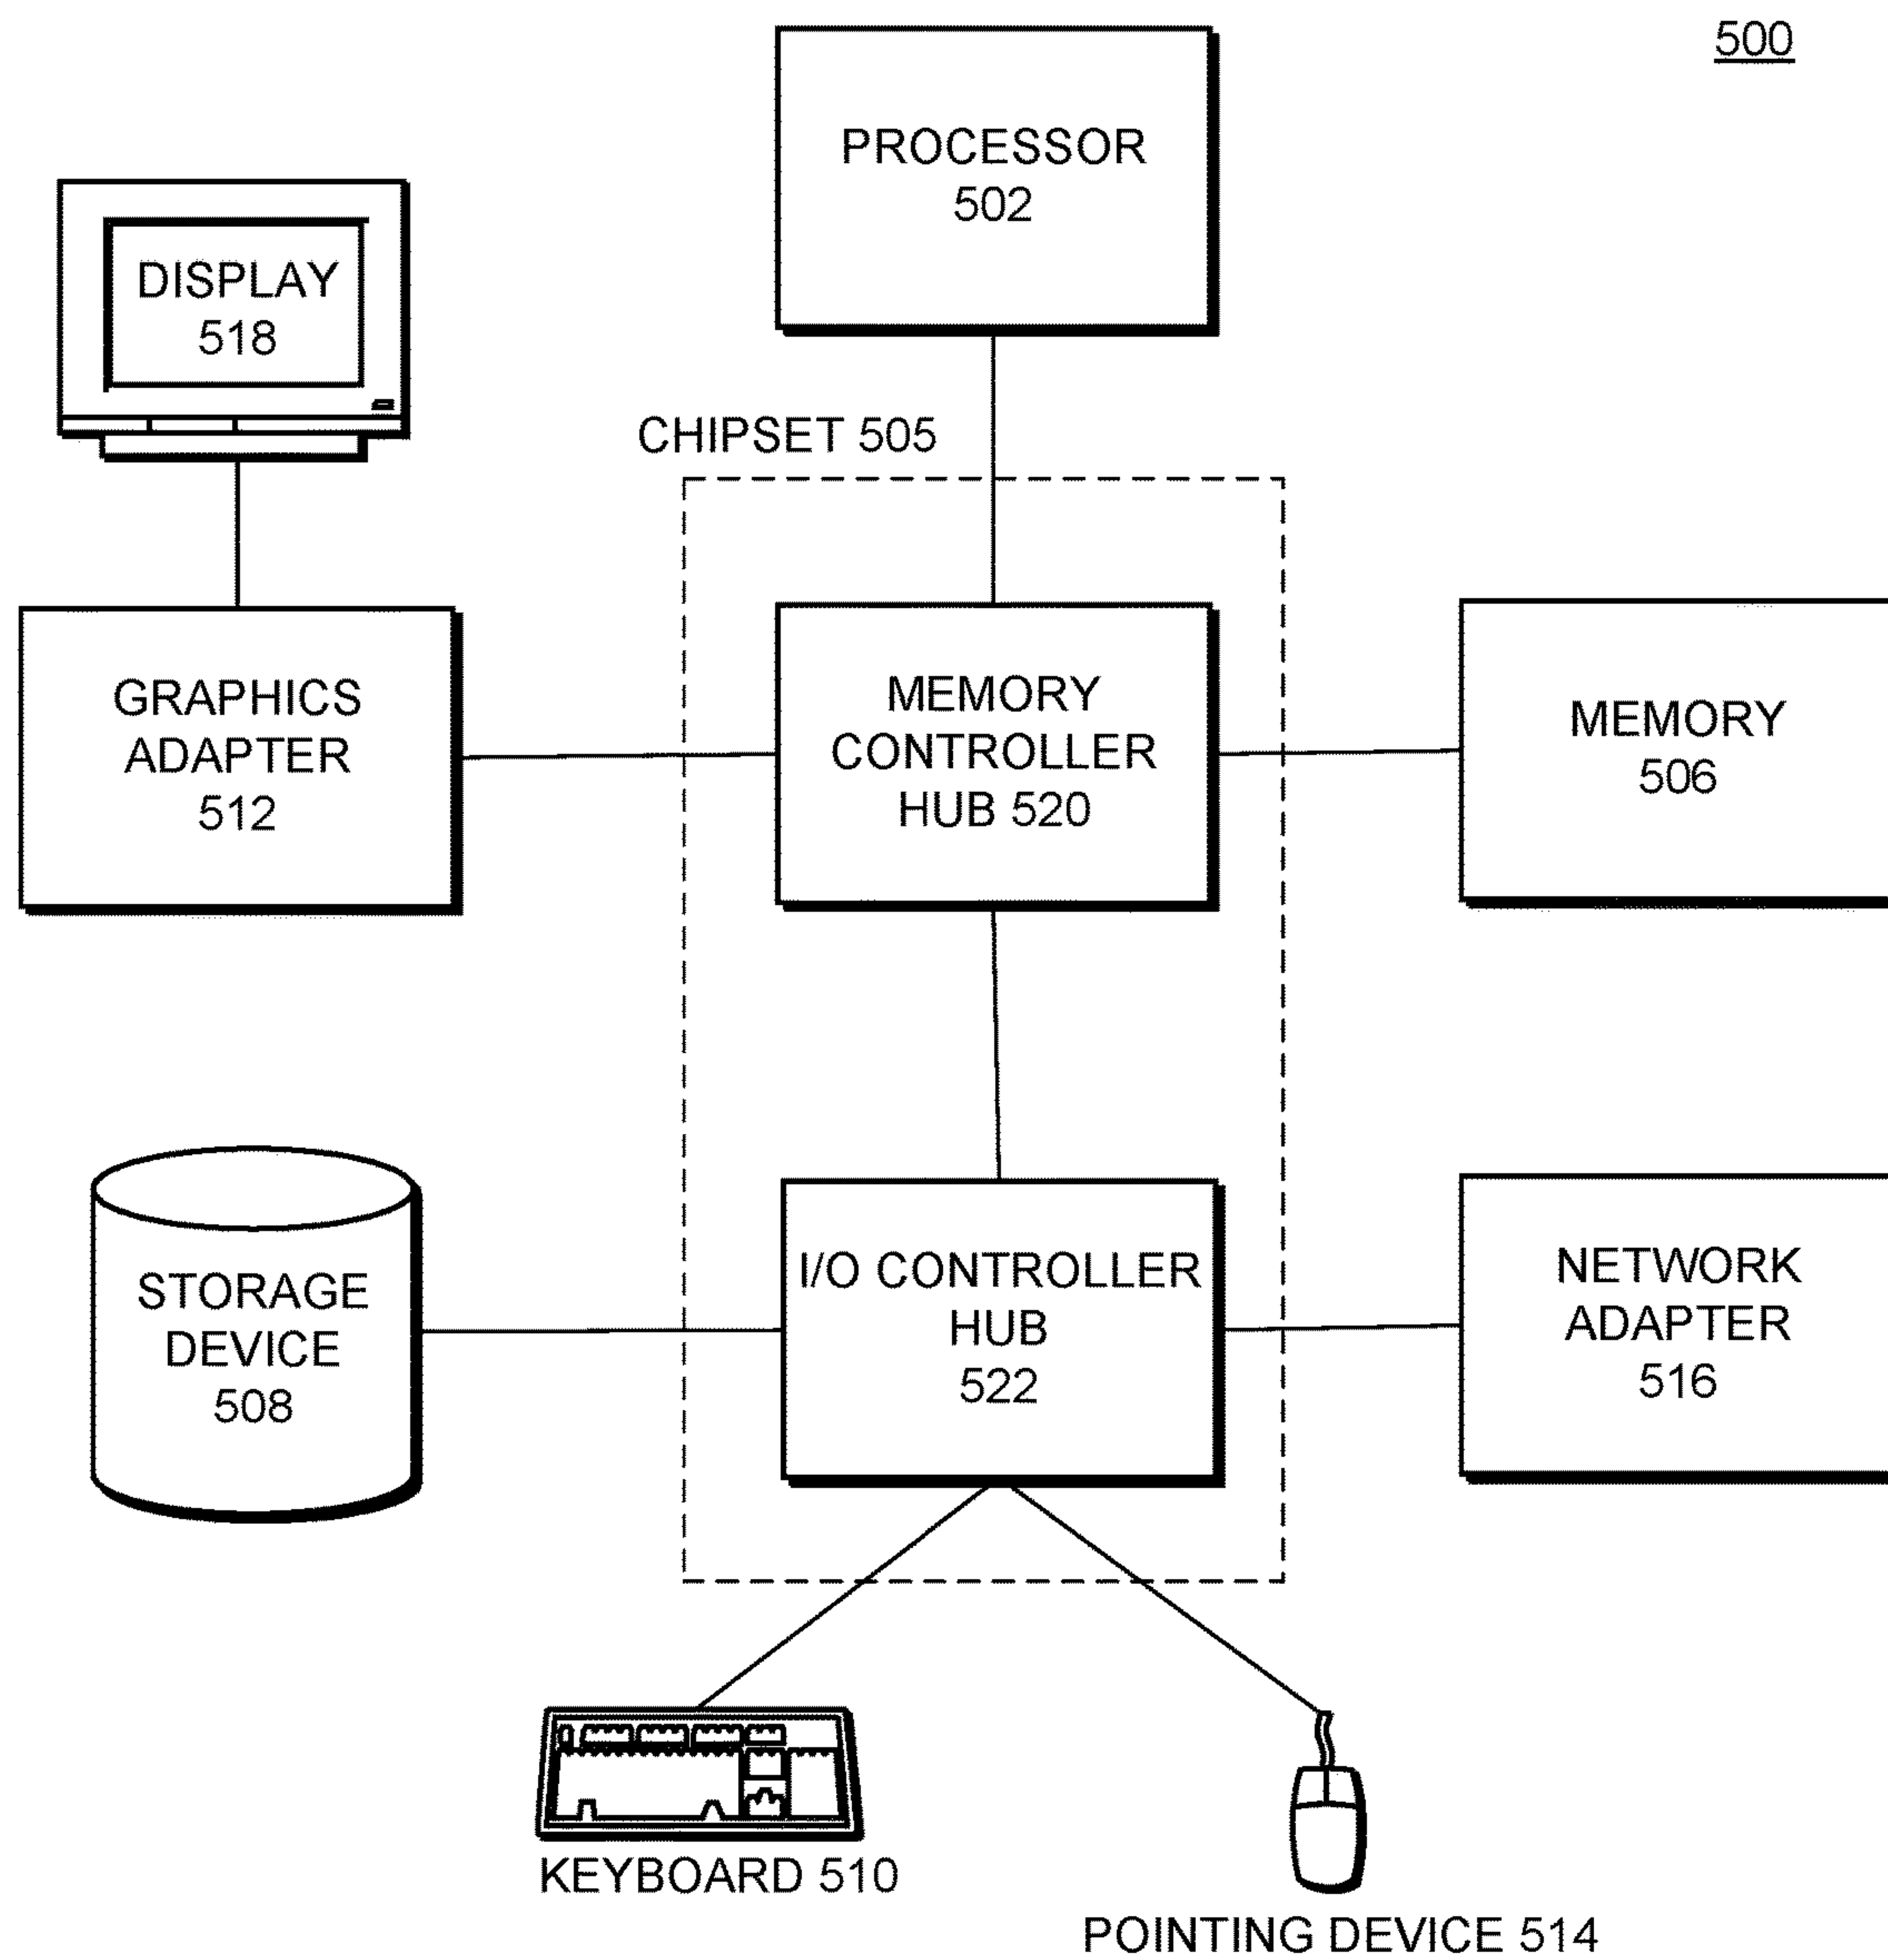 500
PROCESSOR
502
DISPLAY
518
CHIPSET 505
GRAPHICS
ADAPTER
512
MEMORY
CONTROLLER
HUB 520
MEMORY
506
STORAGE
DEVICE
508
I/O CONTROLLER
HUB
522
NETWORK
ADAPTER
516
KEYBOARD 510
POINTING DEVICE 514